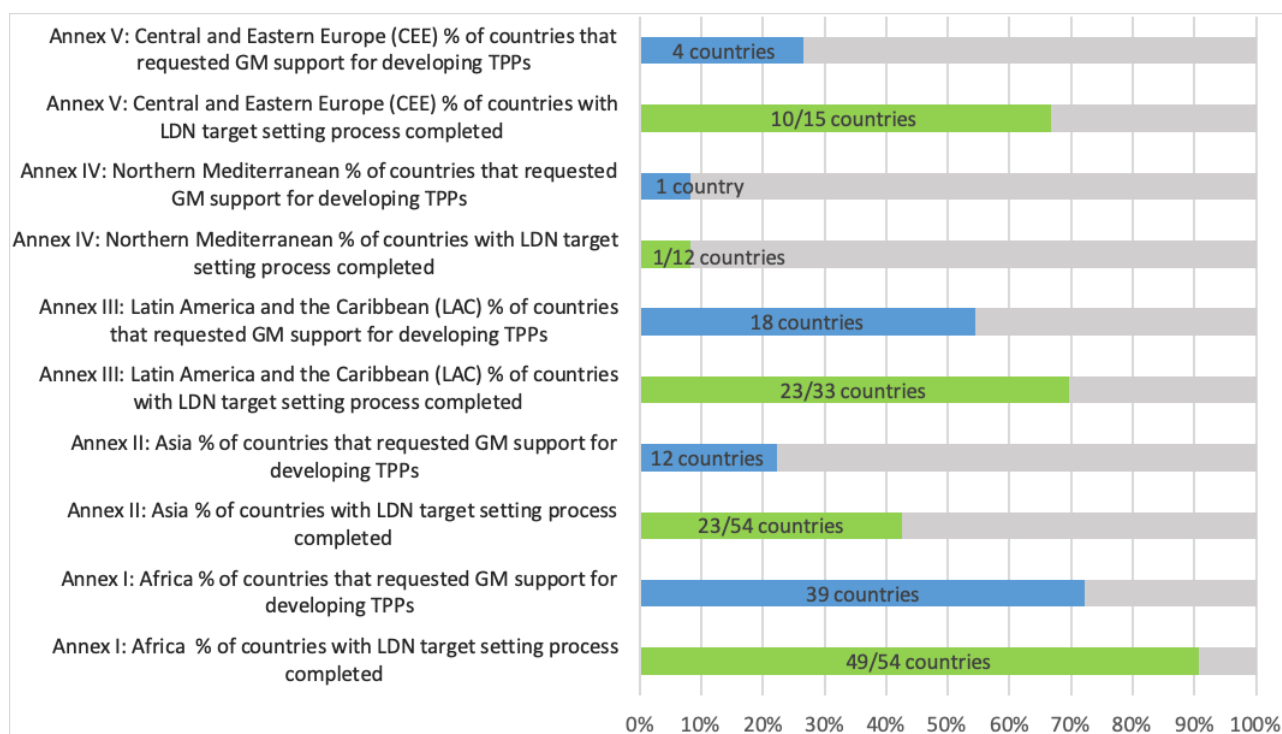 Annex V: Central and Eastern Europe (CEE) % of countries that
requested GM support for developing TPPs
4 countries
Annex V: Central and Eastern Europe (CEE) % of countries with
LDN target setting process completed
10/15 countries
Annex IV: Northern Mediterranean % of countries that requested
GM support for developing TPPs
1 country
Annex IV: Northern Mediterranean % of countries with LDN target
setting process completed
1/12 countries
Annex III: Latin America and the Caribbean (LAC) % of countries
that requested GM support for developing TPPs
18 countries
Annex III: Latin America and the Caribbean (LAC) % of countries
with LDN target setting process completed
23/33 countries
Annex II: Asia % of countries that requested GM support for
developing TPPs
12 countries
Annex II: Asia % of countries with LDN target setting process
completed
23/54 countries
Annex I: Africa % of countries that requested GM support for
developing TPPs
39 countries
Annex I: Africa % of countries with LDN target setting process
completed
49/54 countries
0% 10% 20% 30% 40% 50% 60% 70% 80% 90% 100%